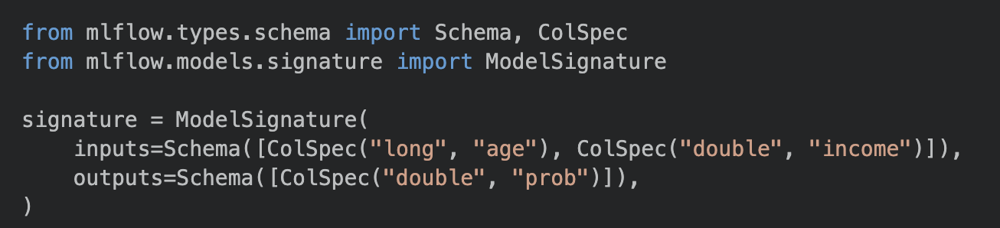 from mlflow.types.schema import Schema, ColSpec
from mlflow.models.signature import ModelSignature

signature = ModelSignature(
    inputs=Schema([ColSpec("long", "age"), ColSpec("double", "income")]),
    outputs=Schema([ColSpec("double", "prob")]),
)